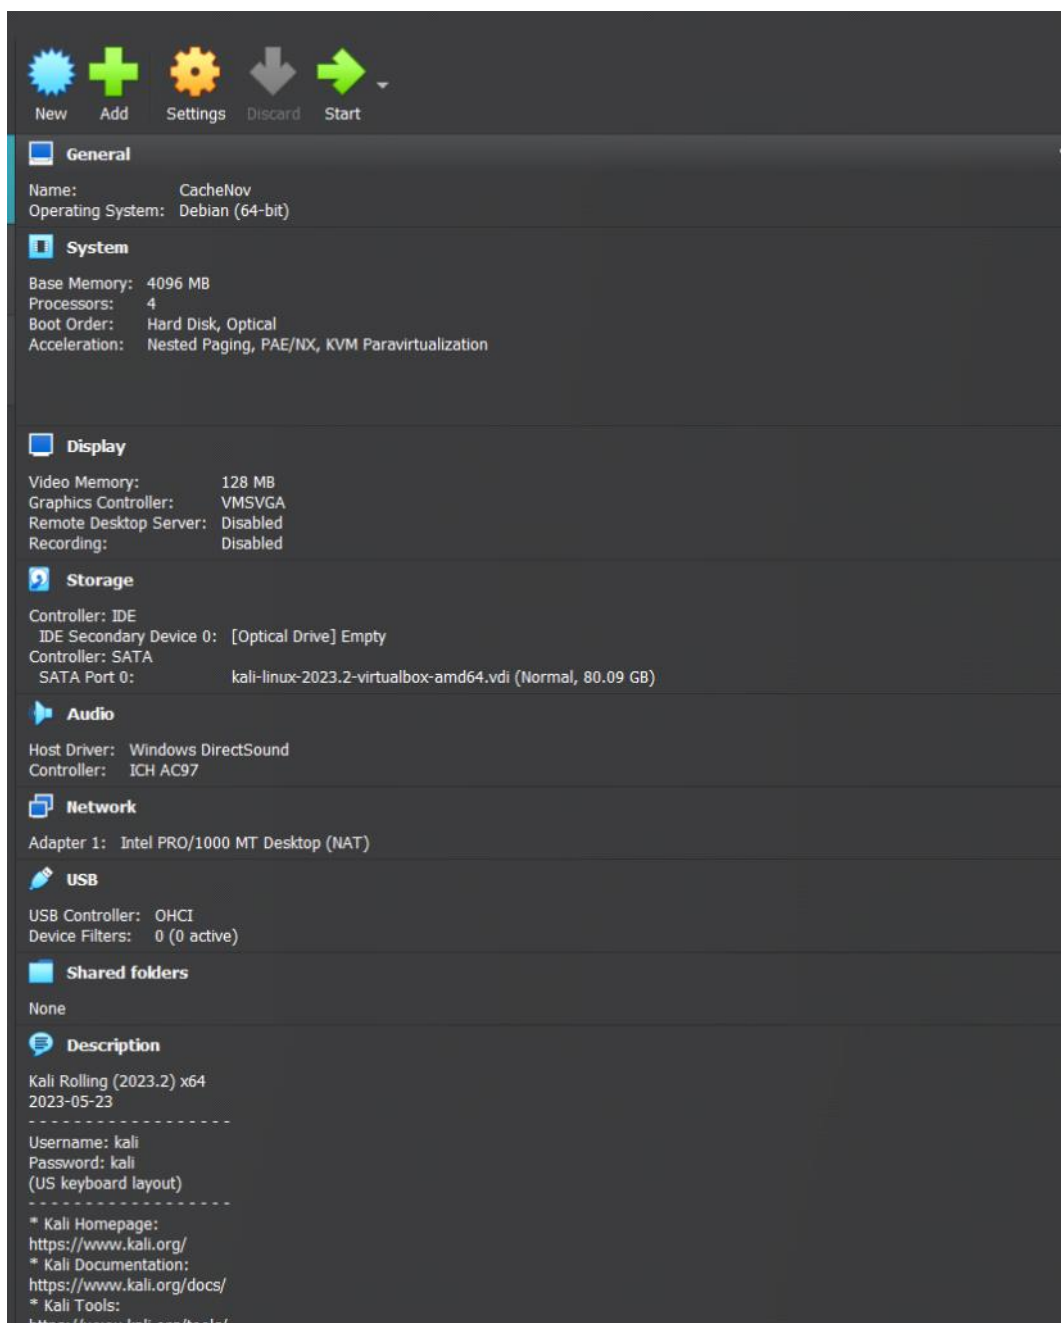 New Add Settings Discard Start
General
Name: CacheNov
Operating System: Debian (64-bit)
System
Base Memory: 4096 MB
Processors: 4
Boot Order: Hard Disk, Optical
Acceleration: Nested Paging, PAE/NX, KVM Paravirtualization
Display
Video Memory: 128 MB
Graphics Controller: VMSVGA
Remote Desktop Server: Disabled
Recording: Disabled
Storage
Controller: IDE
IDE Secondary Device 0: [Optical Drive] Empty
Controller: SATA
SATA Port 0: kali-linux-2023.2-virtualbox-amd64.vdi (Normal, 80.09 GB)
Audio
Host Driver: Windows DirectSound
Controller: ICH AC97
Network
Adapter 1: Intel PRO/1000 MT Desktop (NAT)
USB
USB Controller: OHCI
Device Filters: 0 (0 active)
Shared folders
None
Description
Kali Rolling (2023.2) x64
2023-05-23
- - - - - - - - - - - - - - - - - - -
Username: kali
Password: kali
(US keyboard layout)
- - - - - - - - - - - - - - - - - - -
* Kali Homepage:
https://www.kali.org/
* Kali Documentation:
https://www.kali.org/docs/
* Kali Tools: